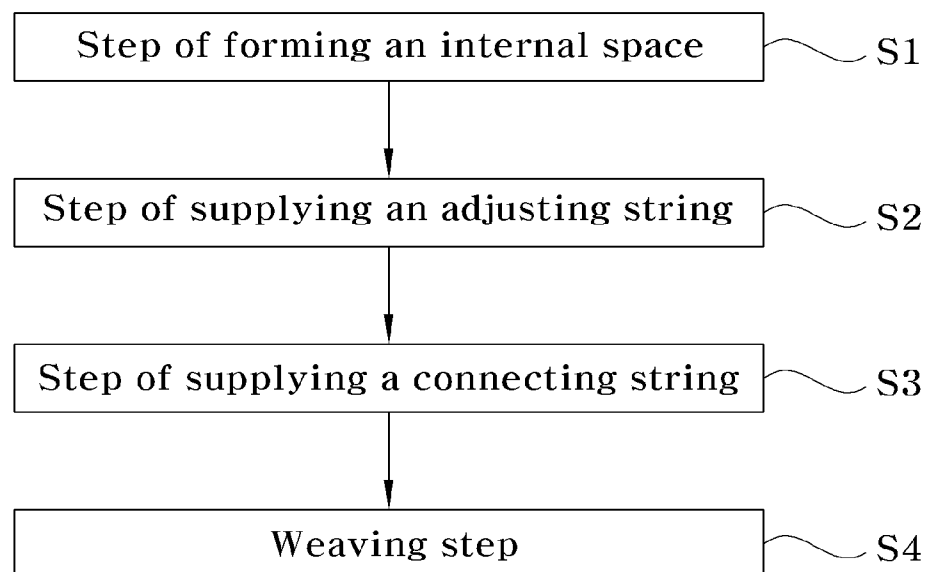 Step of forming an internal space
S1
Step of supplying an adjusting string
S2
Step of supplying a connecting string
S3
Weaving step
S4